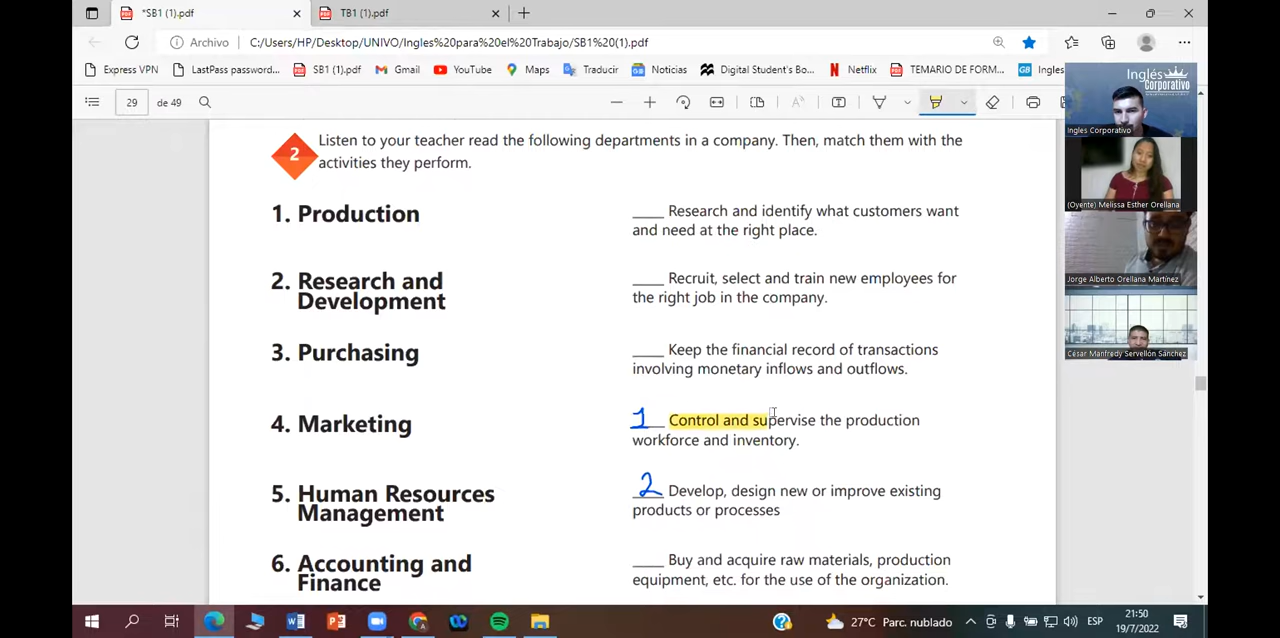 *SB1 (1).pdf
TB1 (1).pdf
Archivo
C:/Users/HP/Desktop/UNIVO/Ingles%20para%20el%20Trabajo/SB1%20(1).pdf
Express VPN
LastPass password...
SB1 (1).pdf
Gmail
YouTube
Maps
Traducir
Noticias
Digital Student's Bo...
Netflix
TEMARIO DE FORM...
Ingles
29
de 49
Inglés
Corporativo
Ingles Corporativo
(Oyente) Melissa Esther Orellana
Jorge Alberto Orellana Martínez
César Manfredy Servellón Sánchez
2
Listen to your teacher read the following departments in a company. Then, match them with the
activities they perform.
1. Production
____ Research and identify what customers want
and need at the right place.
2. Research and
Development
____ Recruit, select and train new employees for
the right job in the company.
3. Purchasing
____ Keep the financial record of transactions
involving monetary inflows and outflows.
4. Marketing
1 Control and supervise the production
workforce and inventory.
5. Human Resources
Management
2 Develop, design new or improve existing
products or processes
6. Accounting and
Finance
____ Buy and acquire raw materials, production
equipment, etc. for the use of the organization.
27°C Parc. nublado
ESP
21:50
19/7/2022